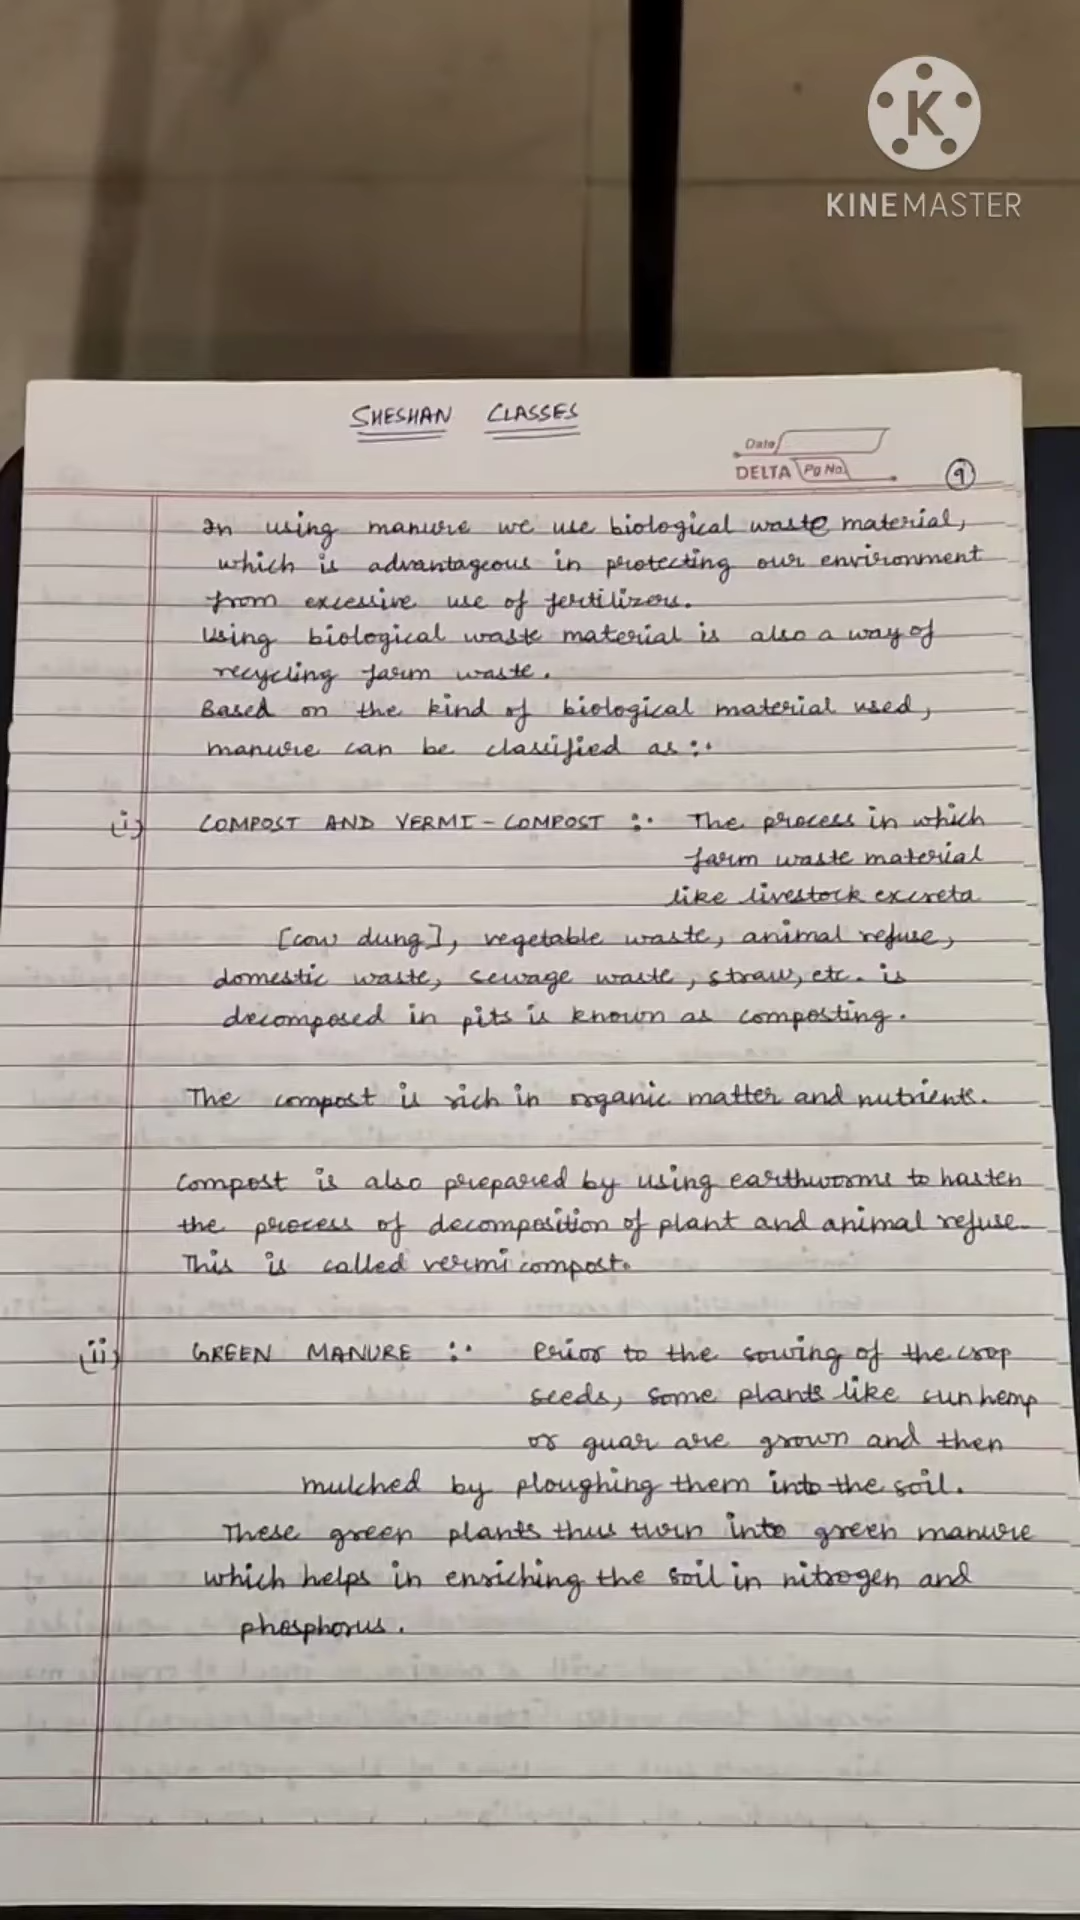 K
KINEMASTER
SHESHAN CLASSES
Date
DELTA Pg No.
9
In using manure we use biological waste material,
which is advantageous in protecting our environment
from excessive use of fertilizers.
Using biological waste material is also a way of
recycling farm waste.
Based on the kind of biological material used,
manure can be classified as :·
(i) COMPOST AND VERMI-COMPOST :· The process in which
farm waste material
like livestock excreta
[cow dung], vegetable waste, animal refuse,
domestic waste, sewage waste, straw, etc. is
decomposed in pits is known as composting.
The compost is rich in organic matter and nutrients.
Compost is also prepared by using earthworms to hasten
the process of decomposition of plant and animal refuse.
This is called vermi compost.
(ii) GREEN MANURE :· Prior to the sowing of the crop
seeds, some plants like sun hemp
or guar are grown and then
mulched by ploughing them into the soil.
These green plants thus turn into green manure
which helps in enriching the soil in nitrogen and
phosphorus.